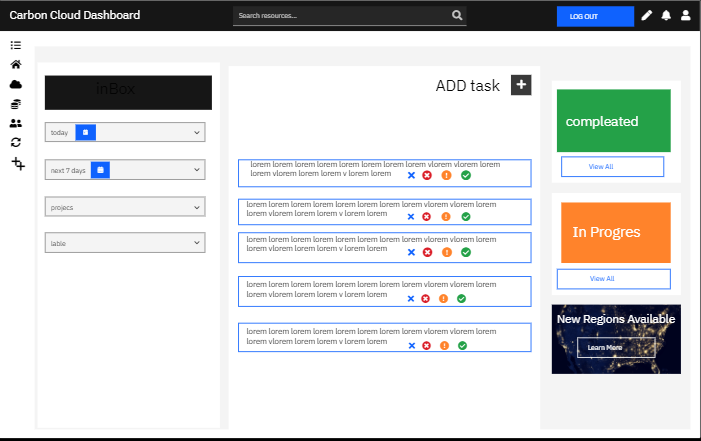 Carbon Cloud Dashboard
Search resources...
LOG OUT
inBox
today
next 7 days
projecs
lable
ADD task
lorem lorem lorem lorem lorem lorem lorem lorem vlorem vlorem lorem
lorem vlorem lorem lorem v lorem lorem
lorem lorem lorem lorem lorem lorem lorem lorem vlorem vlorem lorem
lorem vlorem lorem lorem v lorem lorem
lorem lorem lorem lorem lorem lorem lorem lorem vlorem vlorem lorem
lorem vlorem lorem lorem v lorem lorem
lorem lorem lorem lorem lorem lorem lorem lorem vlorem vlorem lorem
lorem vlorem lorem lorem v lorem lorem
lorem lorem lorem lorem lorem lorem lorem lorem vlorem vlorem lorem
lorem vlorem lorem lorem v lorem lorem
compleated
View All
In Progres
View All
New Regions Available
Learn More